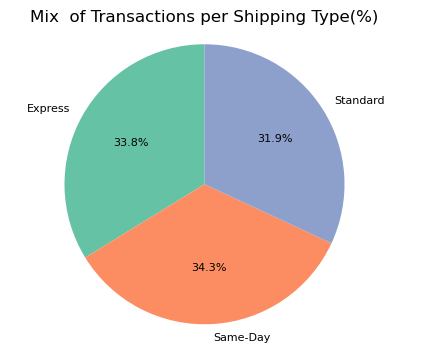 Mix  of Transactions per Shipping Type(%)
Standard
Express
31.9%
33.8%
34.3%
Same-Day